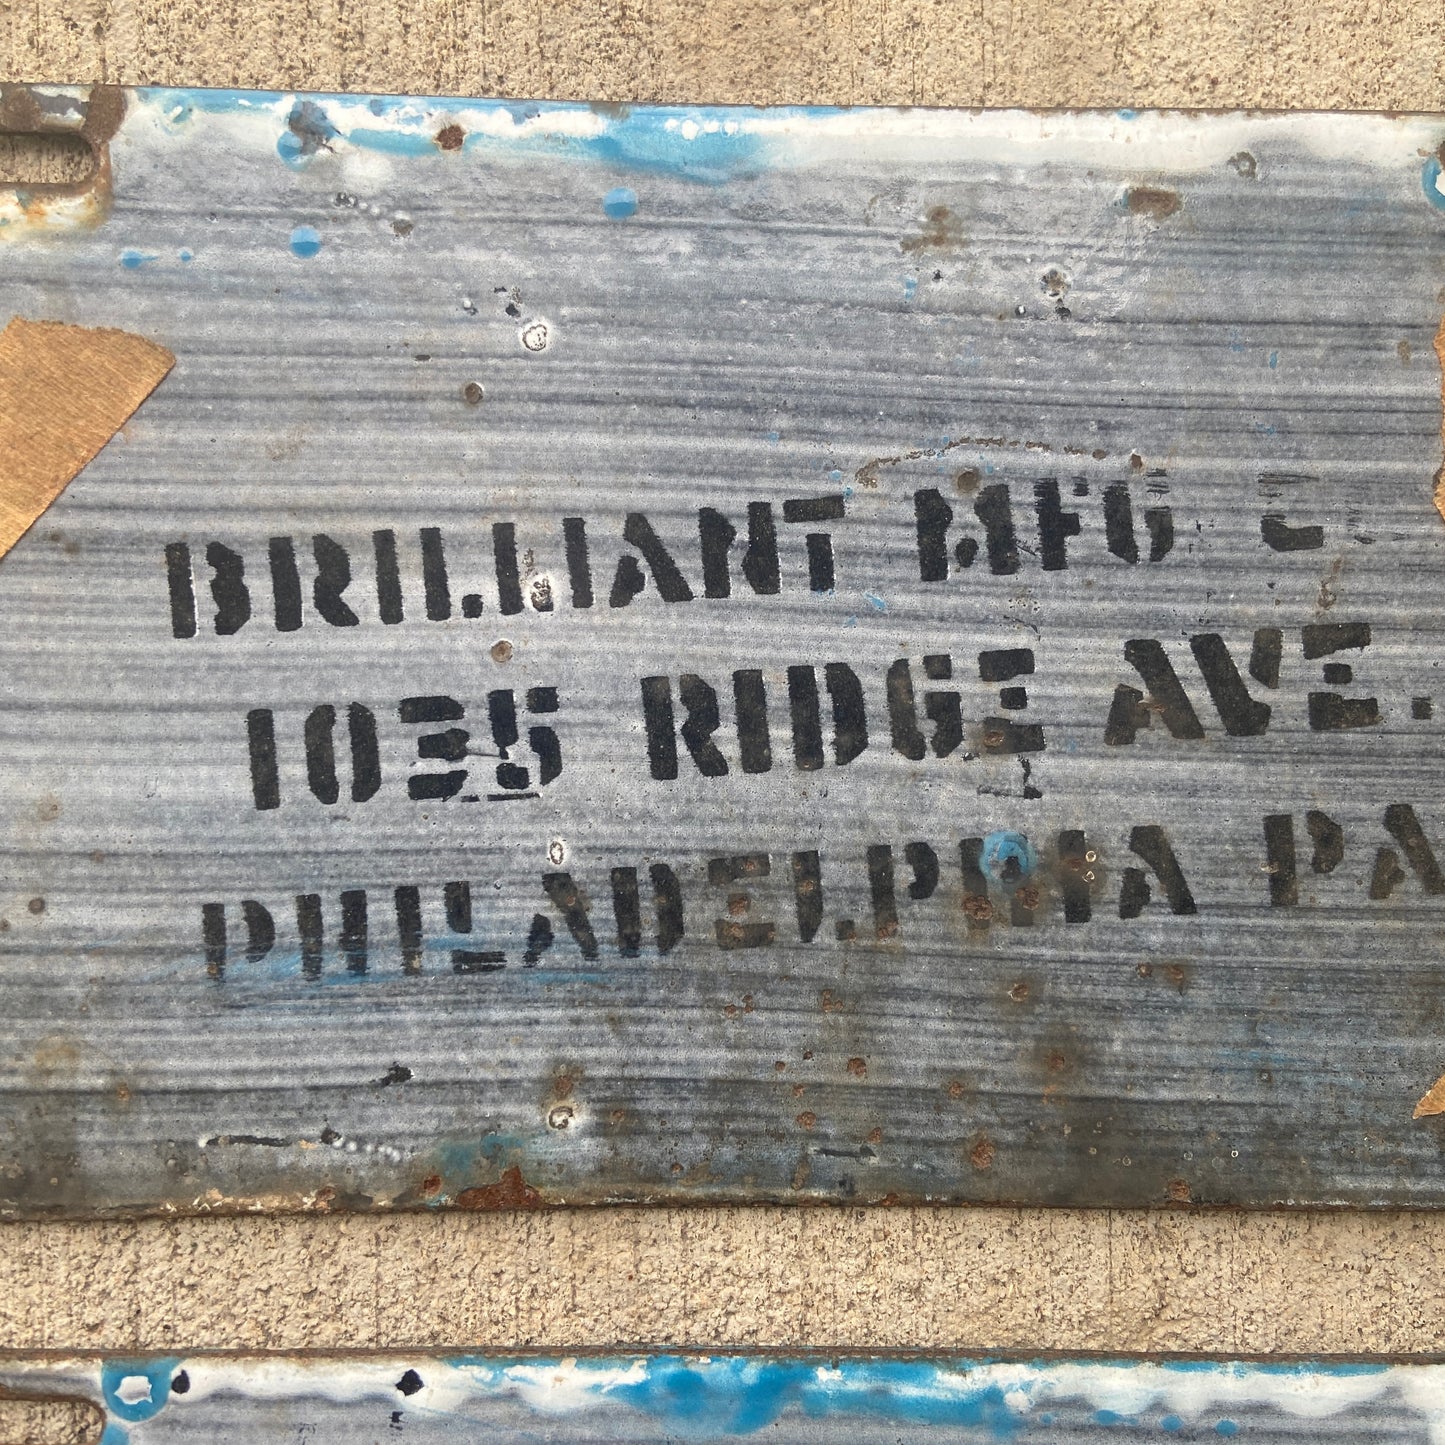 BRILLIANT MFG. C
1035 RIDGE AVE.
PHILADELPHIA PA